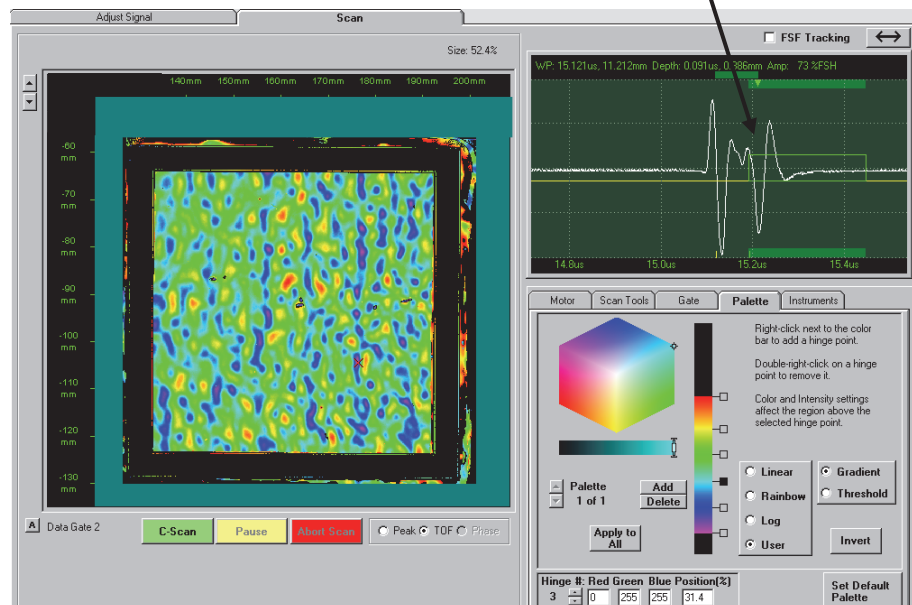 Adjust Signal
Scan
Size: 52.4%
140mm 150mm 160mm 170mm 180mm 190mm 200mm
-60
mm
-70
mm
-80
mm
-90
mm
-100
mm
-110
mm
-120
mm
-130
mm
A Data Gate 2
C-Scan
Pause
Abort Scan
Peak TOF Phase
FSF Tracking
WP: 15.121us, 11.212mm Depth: 0.091us, 0.386mm Amp: 73 %FSH
14.8us 15.0us 15.2us 15.4us
Motor Scan Tools Gate Palette Instruments
Right-click next to the color
bar to add a hinge point.
Double-right-click on a hinge
point to remove it.
Color and Intensity settings
affect the region above the
selected hinge point.
Palette
1 of 1
Add
Delete
Apply to
All
Linear
Rainbow
Log
User
Gradient
Threshold
Invert
Hinge #: Red Green Blue Position(%)
3 0 255 255 31.4
Set Default
Palette